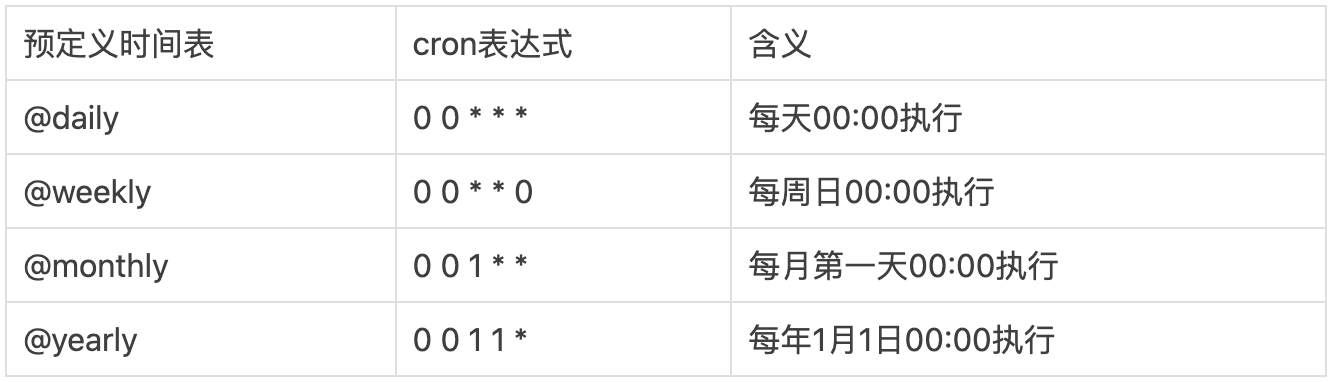 预定义时间表 cron表达式 含义
@daily 0 0 * * * 每天00:00执行
@weekly 0 0 * * 0 每周日00:00执行
@monthly 0 0 1 * * 每月第一天00:00执行
@yearly 0 0 1 1 * 每年1月1日00:00执行